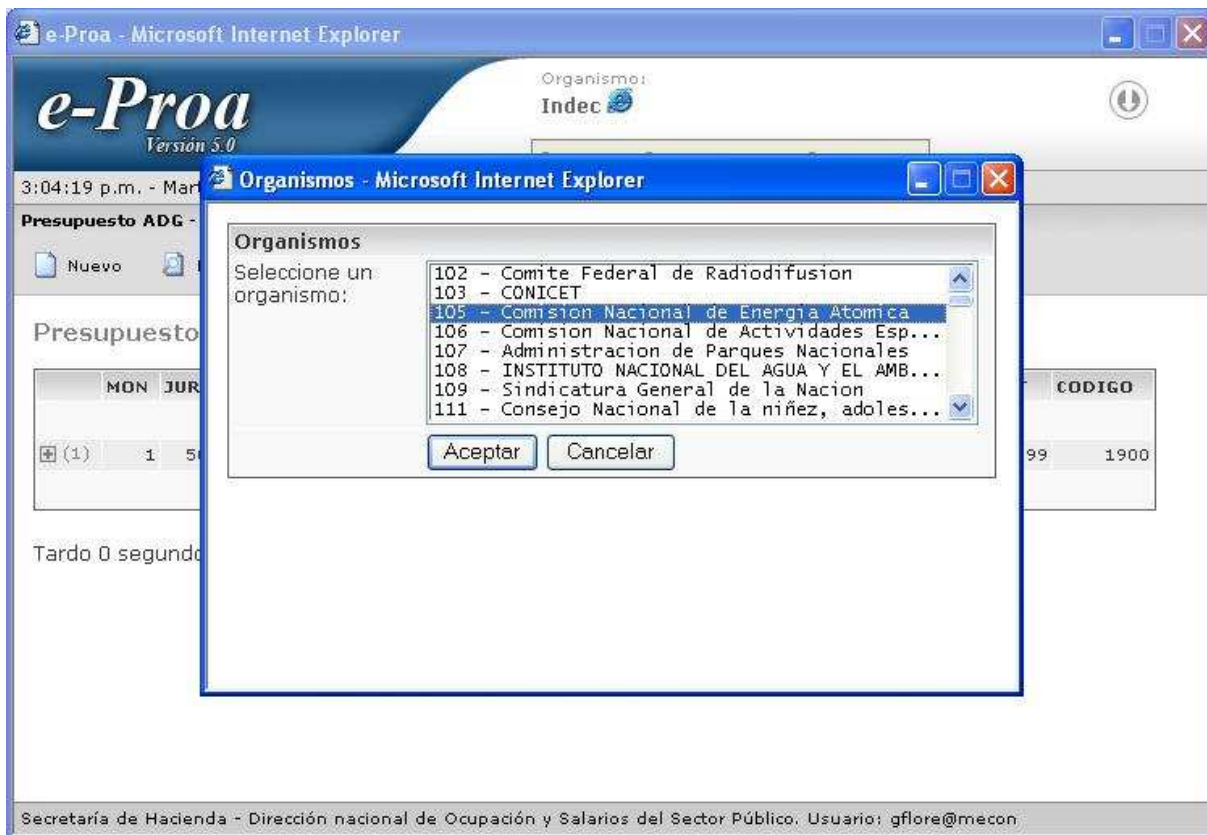 e-Proa - Microsoft Internet Explorer
e-Proa
Versión 5.0
Organismo:
Indec
3:04:19 p.m. -
Organismos - Microsoft Internet Explorer
Presupuesto ADG -
Nuevo
Organismos
Seleccione un organismo:
102 - Comite Federal de Radiodifusion
103 - CONICET
105 - Comision Nacional de Energia Atomica
106 - Comision Nacional de Actividades Esp...
107 - Administracion de Parques Nacionales
108 - INSTITUTO NACIONAL DEL AGUA Y EL AMB...
109 - Sindicatura General de la Nacion
111 - Consejo Nacional de la niñez, adoles...
Aceptar Cancelar
Presupuesto
MON JUR CODIGO
(1) 1 99 1900
Tardo 0 segundo
Secretaría de Hacienda - Dirección nacional de Ocupación y Salarios del Sector Público. Usuario: gflore@mecon